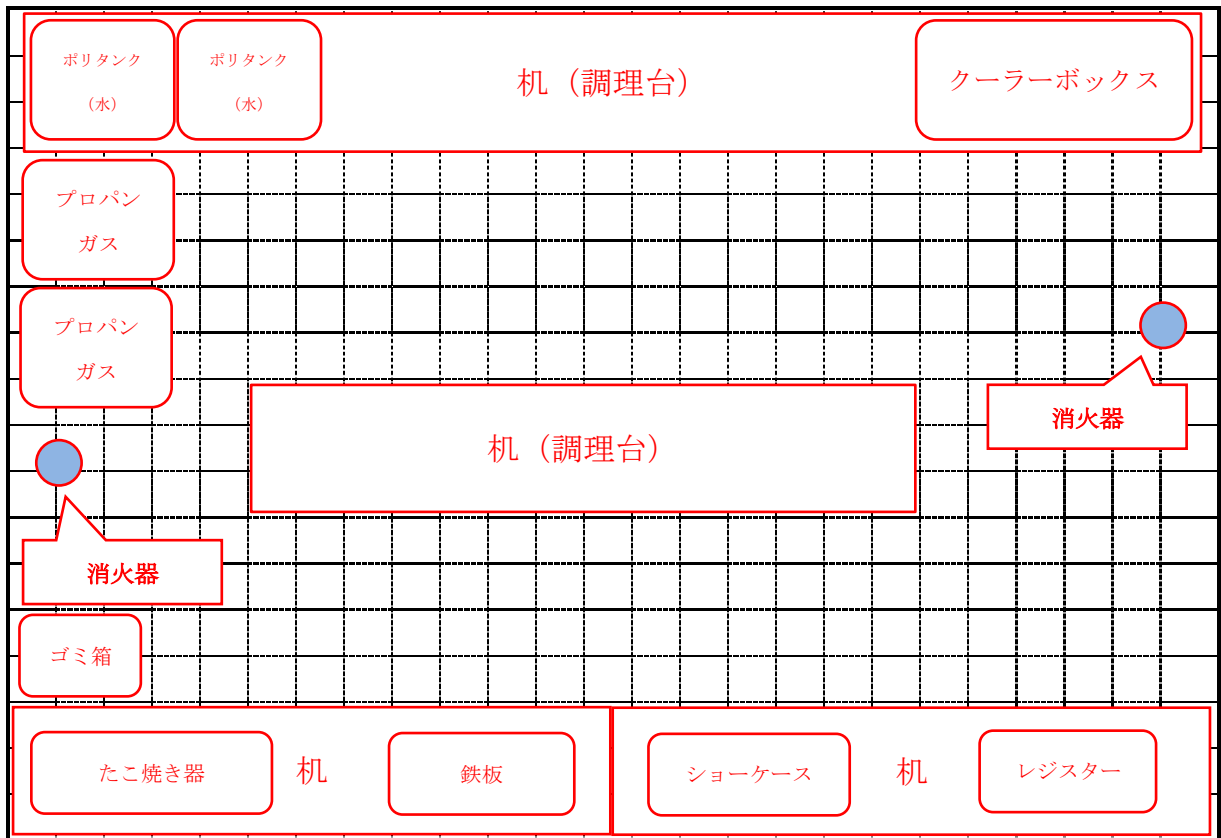 ポリタンク
（水）
ポリタンク
（水）
机（調理台）
クーラーボックス
プロパン
ガス
プロパン
ガス
消火器
机（調理台）
消火器
ゴミ箱
たこ焼き器
机
鉄板
ショーケース
机
レジスター